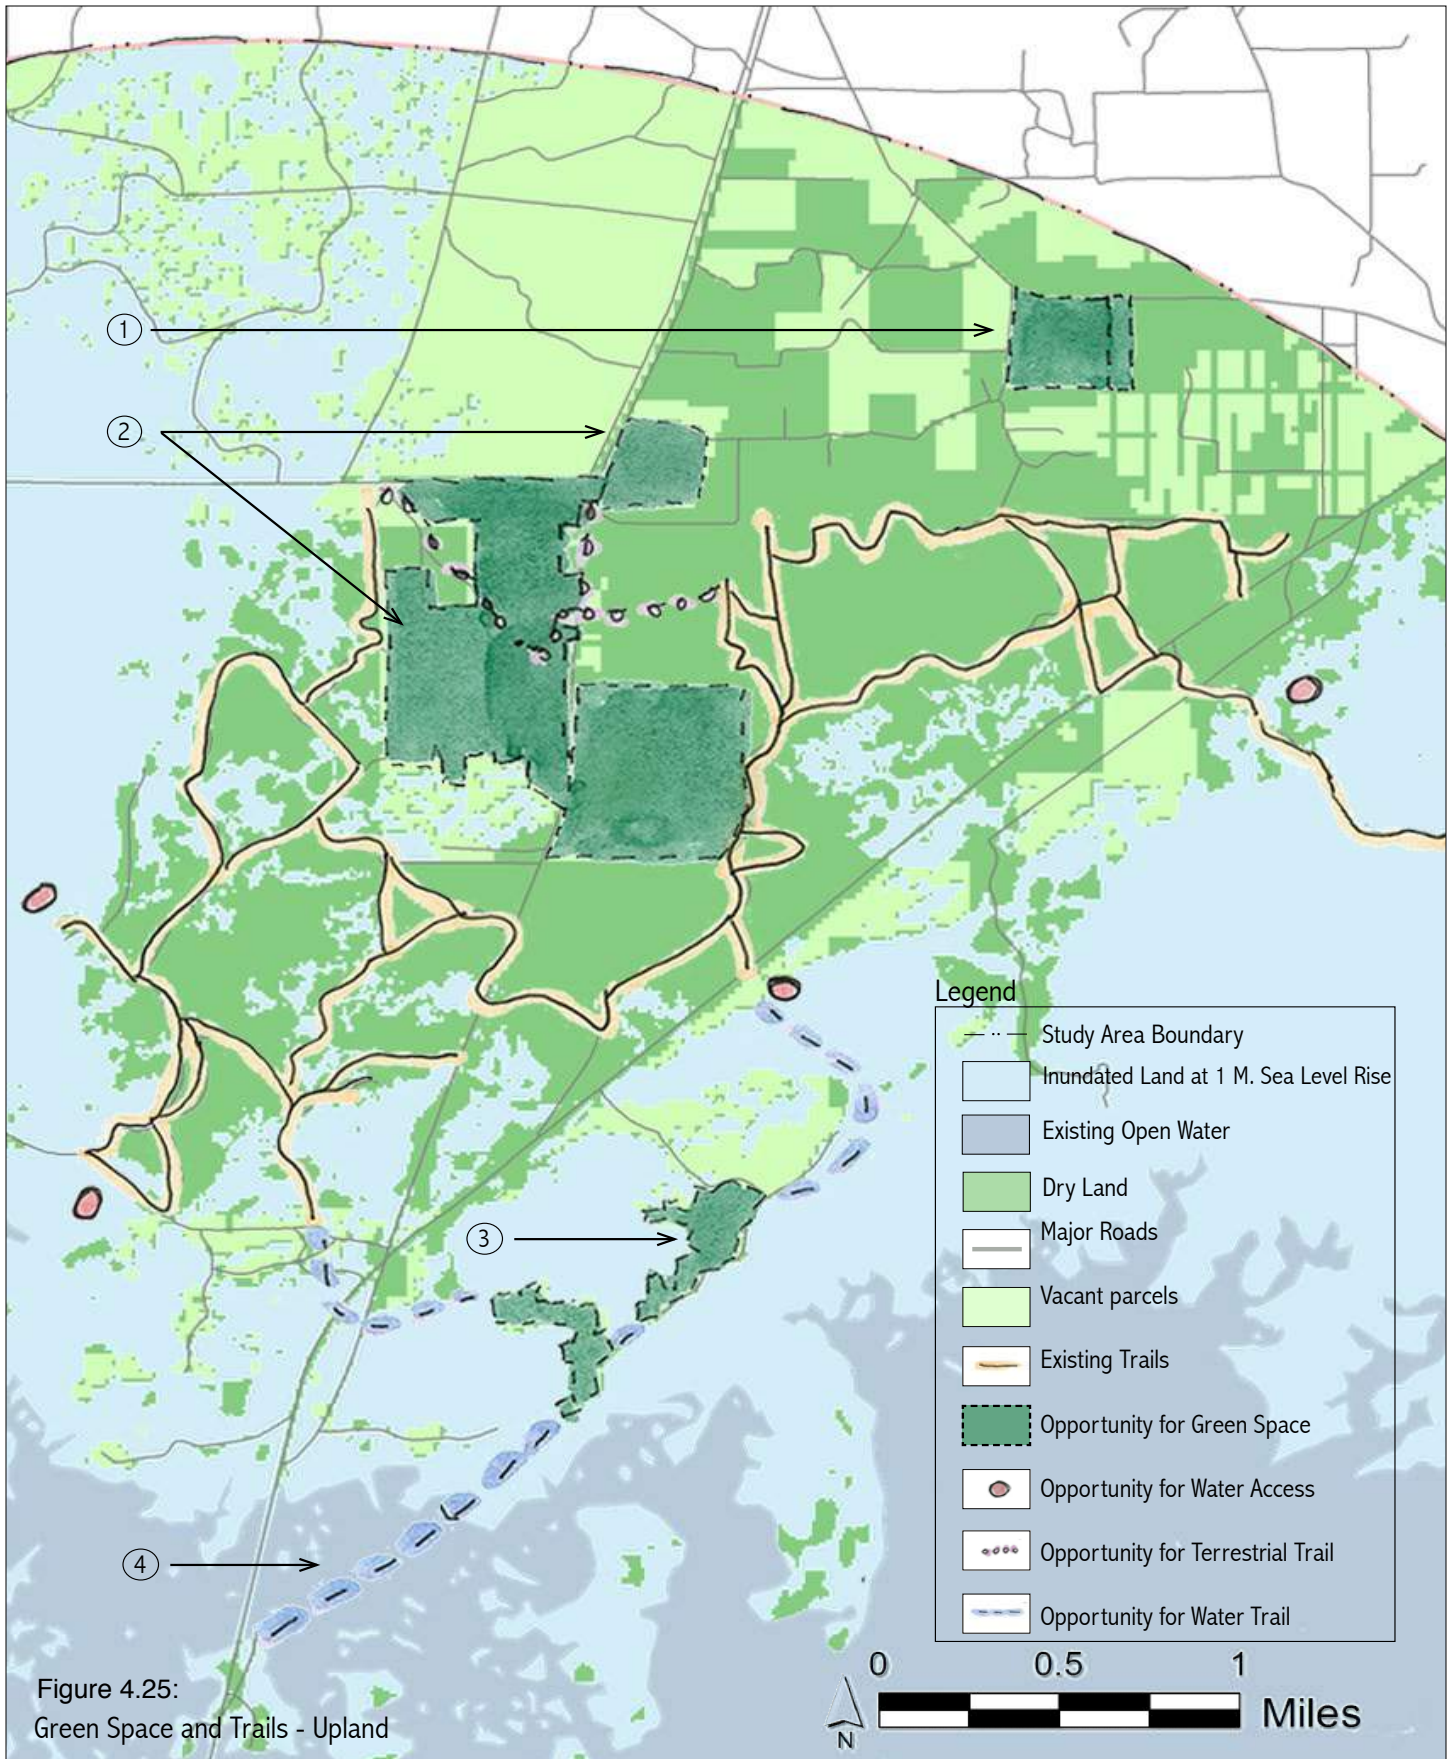 1
2
3
4
Legend
Study Area Boundary
Inundated Land at 1 M. Sea Level Rise
Existing Open Water
Dry Land
Major Roads
Vacant parcels
Existing Trails
Opportunity for Green Space
Opportunity for Water Access
Opportunity for Terrestrial Trail
Opportunity for Water Trail
0 0.5 1
Miles
N
Figure 4.25:
Green Space and Trails - Upland